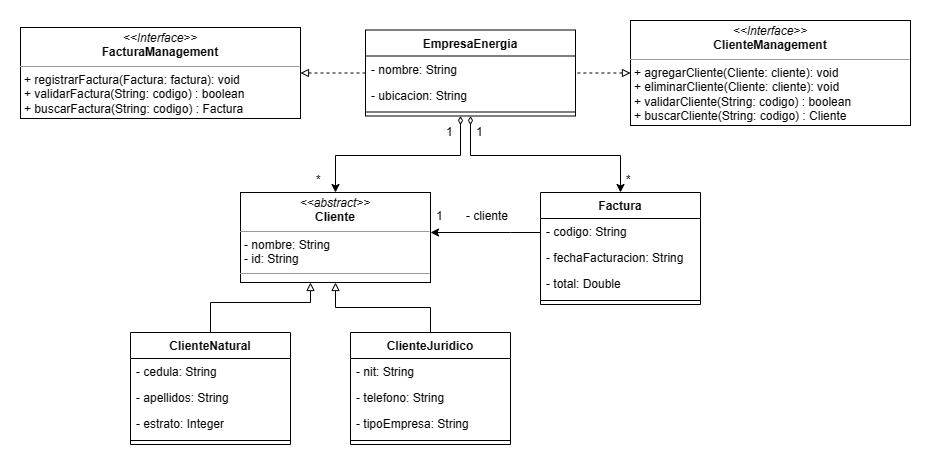 <<Interface>>
FacturaManagement
+ registrarFactura(Factura: factura): void
+ validarFactura(String: codigo) : boolean
+ buscarFactura(String: codigo) : Factura
EmpresaEnergia
- nombre: String
- ubicacion: String
<<Interface>>
ClienteManagement
+ agregarCliente(Cliente: cliente): void
+ eliminarCliente(Cliente: cliente): void
+ validarCliente(String: codigo) : boolean
+ buscarCliente(String: codigo) : Cliente
1
1
*
*
<<abstract>>
Cliente
- nombre: String
- id: String
1
- cliente
Factura
- codigo: String
- fechaFacturacion: String
- total: Double
ClienteNatural
- cedula: String
- apellidos: String
- estrato: Integer
ClienteJuridico
- nit: String
- telefono: String
- tipoEmpresa: String